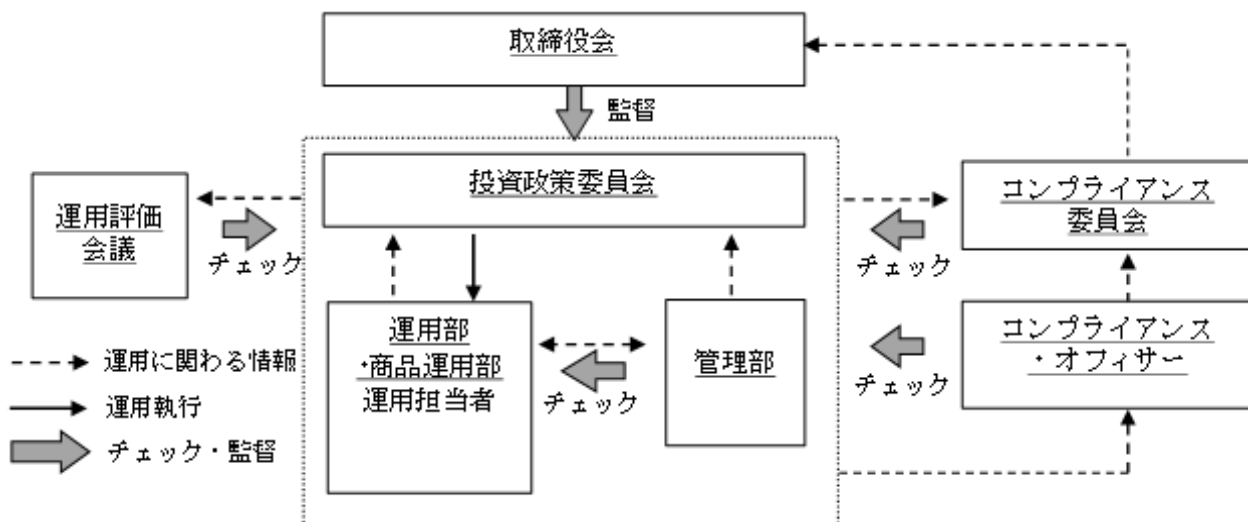 取締役会
監督
投資政策委員会
運用評価
会議
チェック
コンプライアンス
委員会
チェック
運用部
・商品運用部
運用担当者
チェック
管理部
コンプライアンス
・オフィサー
チェック
運用に関わる情報
運用執行
チェック・監督